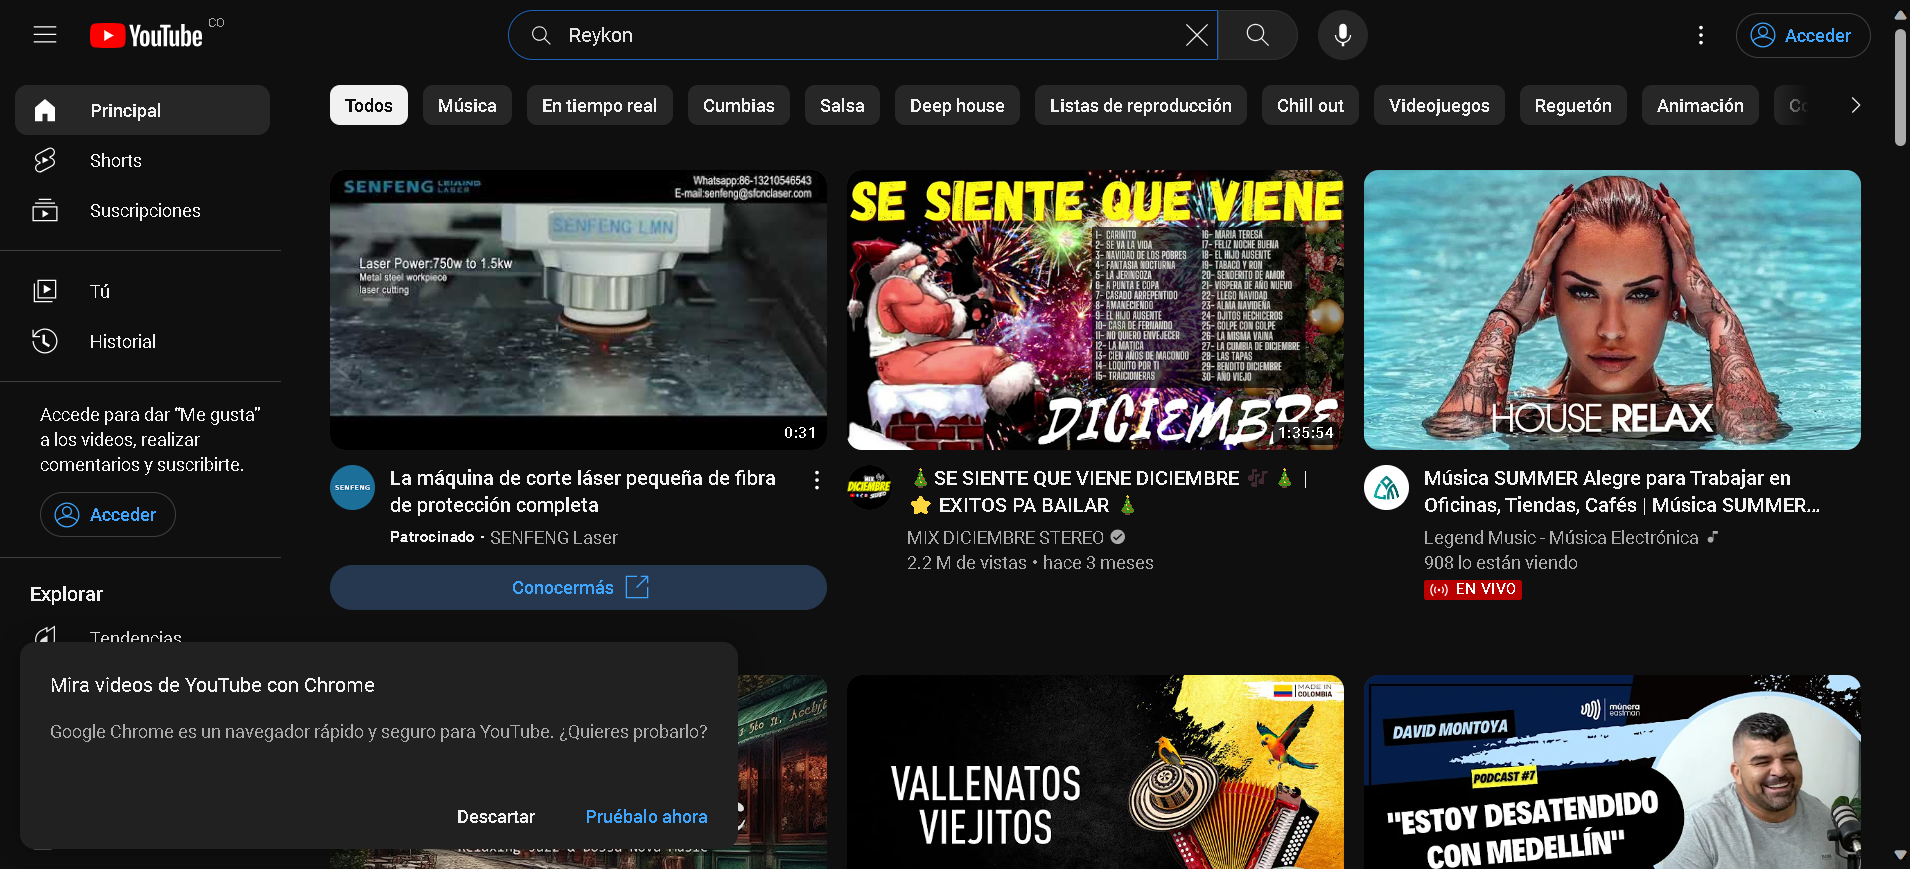 YouTube CO
Reykon
Acceder
Principal
Shorts
Suscripciones
Tú
Historial
Accede para dar “Me gusta”
a los videos, realizar
comentarios y suscribirte.
Acceder
Explorar
Tendencias
Todos
Música
En tiempo real
Cumbias
Salsa
Deep house
Listas de reproducción
Chill out
Videojuegos
Reguetón
Animación
SENFENG LEIMING
LASER
Whatsapp:86-13210546543
E-mail:senfeng@sfcnclaser.com
SENFENG LMN
Laser Power:750w to 1.5kw
Metal steel workpiece
laser cutting
0:31
SENFENG
La máquina de corte láser pequeña de fibra
de protección completa
Patrocinado · SENFENG Laser
Conocermás
SE SIENTE QUE VIENE
1- CARIÑITO
2- SE VA LA VIDA
3- NAVIDAD DE LOS POBRES
4- FANTASIA NOCTURNA
5- LA JERINGOZA
6- A PUNTA E COPA
7- CASADO ARREPENTIDO
8- AMANECIENDO
9- EL HIJO AUSENTE
10- CASA DE FERNANDO
11- NO QUIERO ENVEJECER
12- LA MATICA
13- CIEN AÑOS DE MACONDO
14- LOQUITO POR TI
15- TRAICIONERAS
16- MARIA TERESA
17- FELIZ NOCHE BUENA
18- EL HIJO AUSENTE
19- TABACO Y RON
20- SENDERITO DE AMOR
21- VISPERA DE AÑO NUEVO
22- LLEGO NAVIDAD
23- ALMA NAVIDEÑA
24- OJITOS HECHICEROS
25- GOLPE CON GOLPE
26- LA MISMA VAINA
27- LA CUMBIA DE DICIEMBRE
28- LAS TAPAS
29- BENDITO DICIEMBRE
30- AÑO VIEJO
DICIEMBRE
1:35:54
MIX
DICIEMBRE
🎄 SE SIENTE QUE VIENE DICIEMBRE 🎶 🎄 |
⭐ EXITOS PA BAILAR 🎄
MIX DICIEMBRE STEREO
2.2 M de vistas • hace 3 meses
HOUSE RELAX
Música SUMMER Alegre para Trabajar en
Oficinas, Tiendas, Cafés | Música SUMMER...
Legend Music - Música Electrónica
908 lo están viendo
EN VIVO
Mira videos de YouTube con Chrome
Google Chrome es un navegador rápido y seguro para YouTube. ¿Quieres probarlo?
Descartar
Pruébalo ahora
Relaxing Jazz & Bossa Nova Music
MADE IN
COLOMBIA
VALLENATOS
VIEJITOS
múnera
eastman
DAVID MONTOYA
PODCAST #7
"ESTOY DESATENDIDO
CON MEDELLÍN"